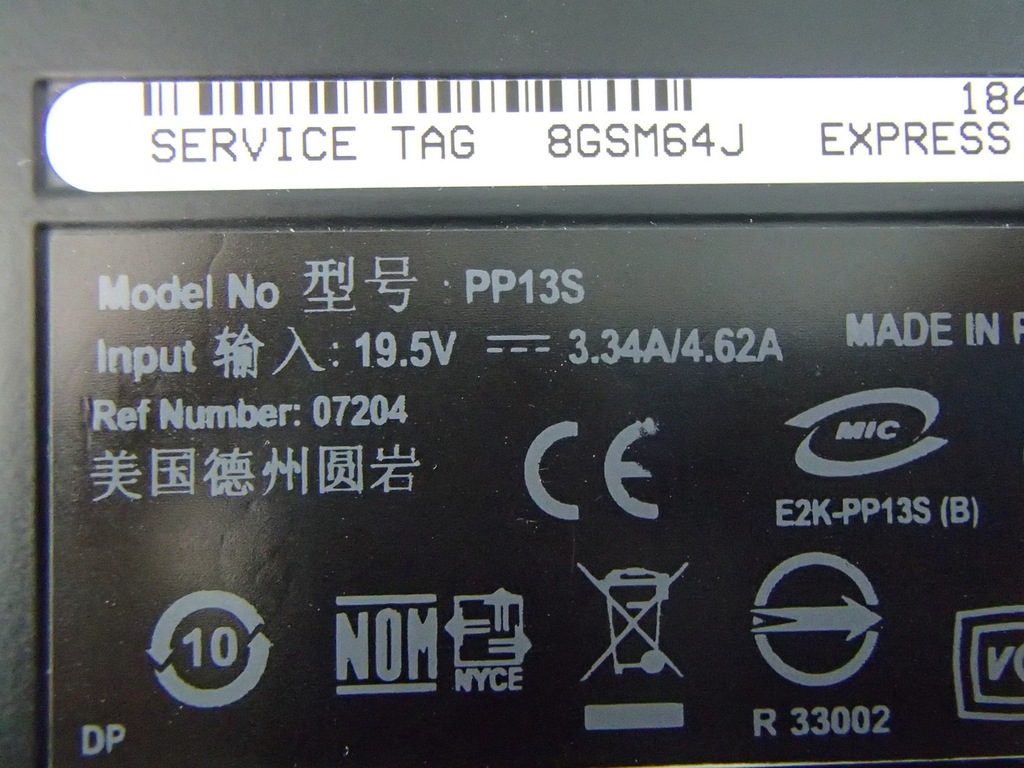 184
SERVICE TAG 8GSM64J EXPRESS
Model No 型号 : PP13S
Input 输入: 19.5V 3.34A/4.62A
MADE IN
Ref Number: 07204
美国德州圆岩
CE
MIC
E2K-PP13S (B)
10
NOM
NYCE
R 33002
VC
DP